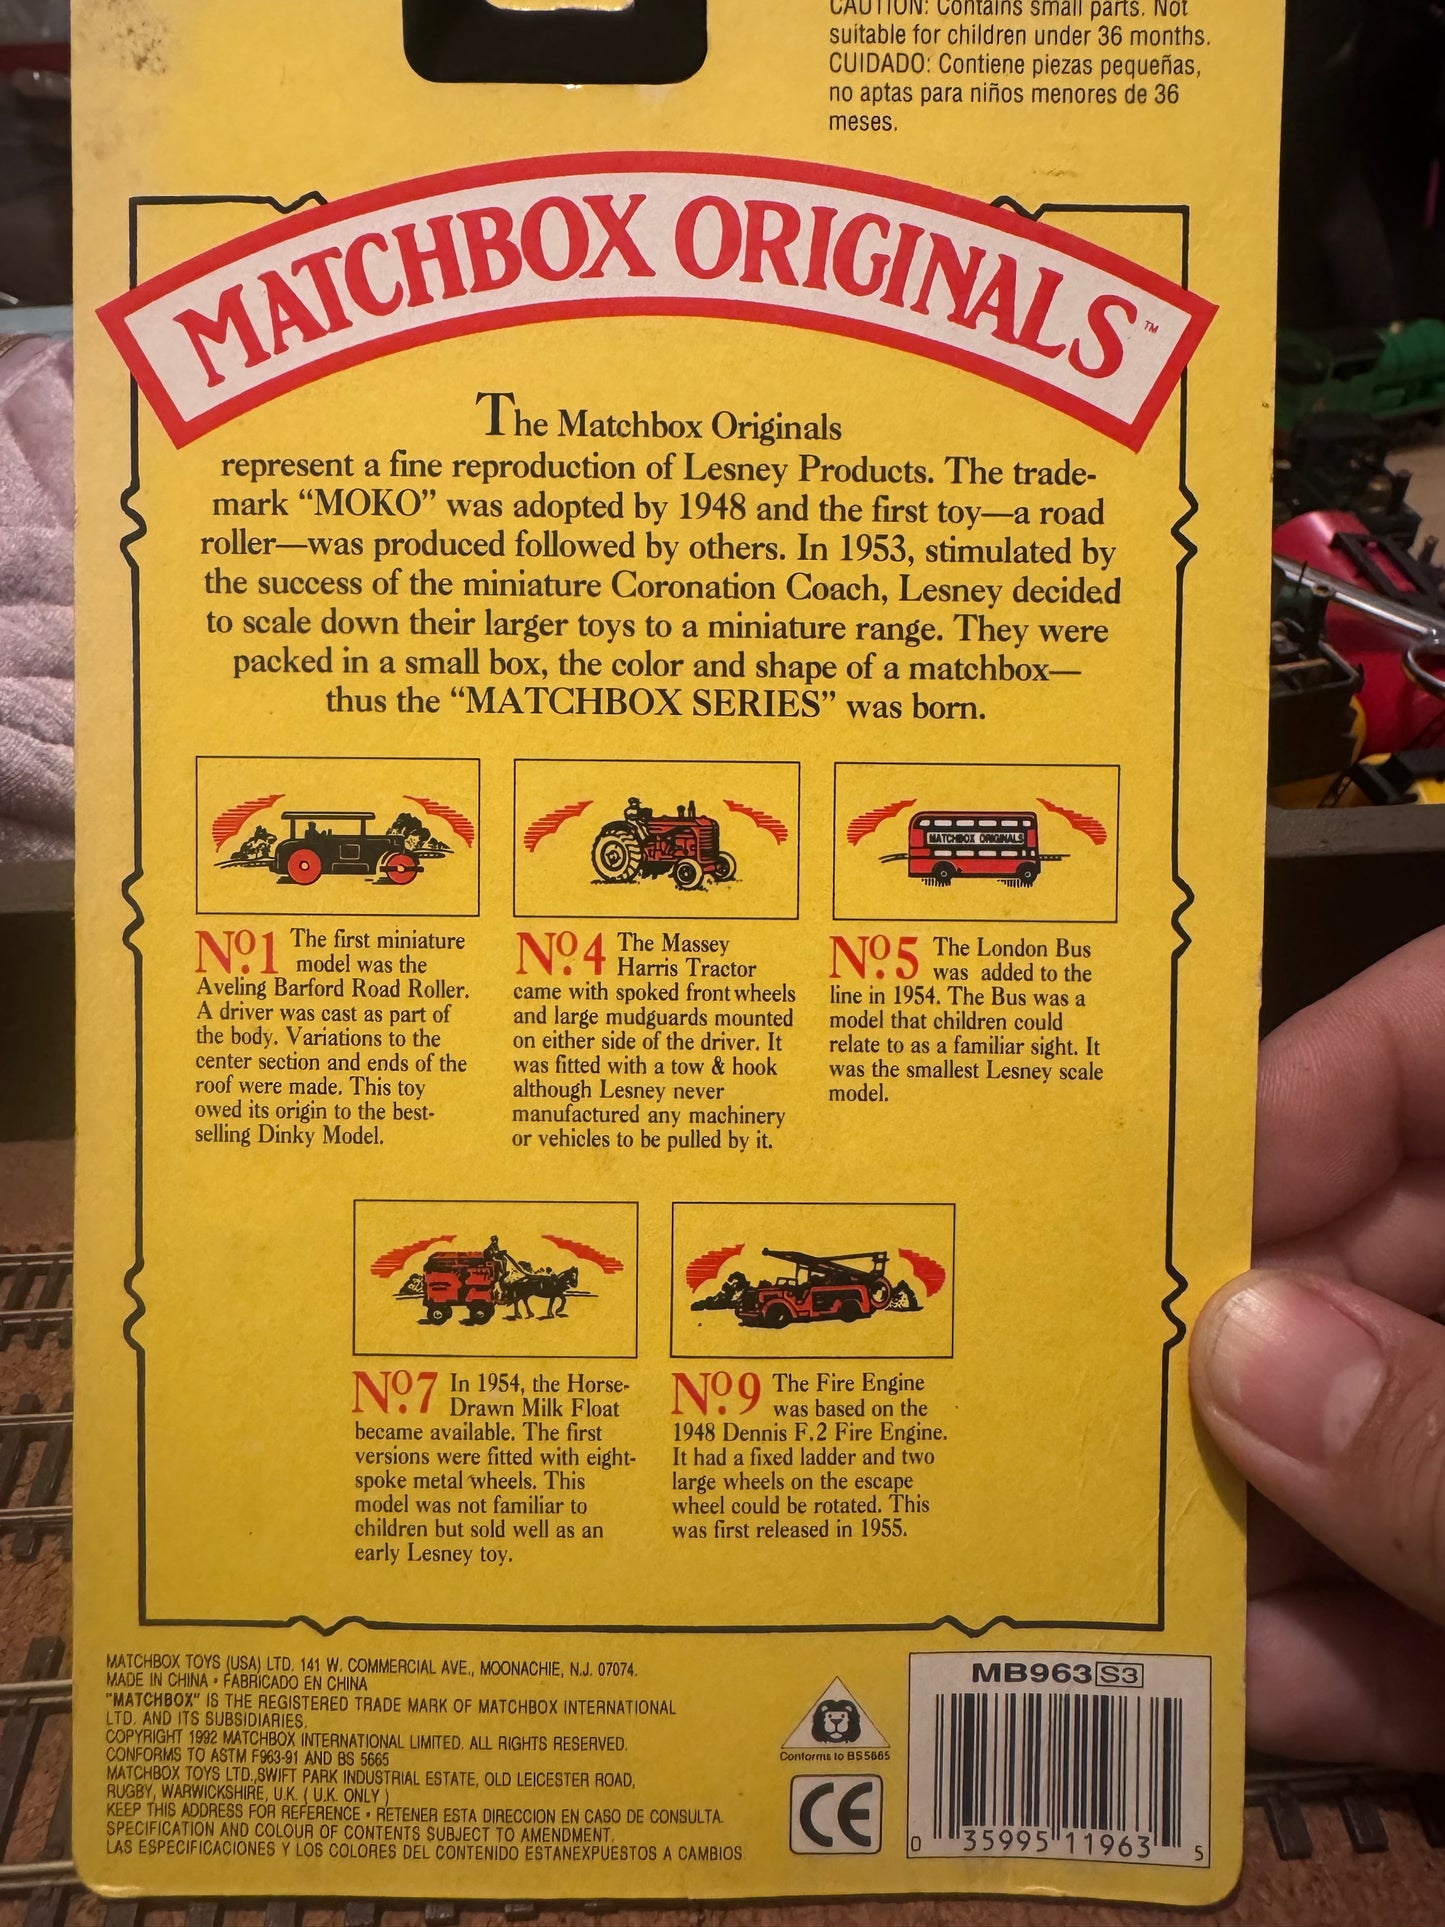 CAUTION: Contains small parts. Not
suitable for children under 36 months.
CUIDADO: Contiene piezas pequeñas,
no aptas para niños menores de 36
meses.
MATCHBOX ORIGINALS™
The Matchbox Originals
represent a fine reproduction of Lesney Products. The trade-
mark “MOKO” was adopted by 1948 and the first toy—a road
roller—was produced followed by others. In 1953, stimulated by
the success of the miniature Coronation Coach, Lesney decided
to scale down their larger toys to a miniature range. They were
packed in a small box, the color and shape of a matchbox—
thus the “MATCHBOX SERIES” was born.
MATCHBOX ORIGINALS
No.1 The first miniature
model was the
Aveling Barford Road Roller.
A driver was cast as part of
the body. Variations to the
center section and ends of the
roof were made. This toy
owed its origin to the best-
selling Dinky Model.
No.4 The Massey
Harris Tractor
came with spoked front wheels
and large mudguards mounted
on either side of the driver. It
was fitted with a tow & hook
although Lesney never
manufactured any machinery
or vehicles to be pulled by it.
No.5 The London Bus
was added to the
line in 1954. The Bus was a
model that children could
relate to as a familiar sight. It
was the smallest Lesney scale
model.
No.7 In 1954, the Horse-
Drawn Milk Float
became available. The first
versions were fitted with eight-
spoke metal wheels. This
model was not familiar to
children but sold well as an
early Lesney toy.
No.9 The Fire Engine
was based on the
1948 Dennis F.2 Fire Engine.
It had a fixed ladder and two
large wheels on the escape
wheel could be rotated. This
was first released in 1955.
MATCHBOX TOYS (USA) LTD. 141 W. COMMERCIAL AVE., MOONACHIE, N.J. 07074.
MADE IN CHINA • FABRICADO EN CHINA
"MATCHBOX" IS THE REGISTERED TRADE MARK OF MATCHBOX INTERNATIONAL
LTD. AND ITS SUBSIDIARIES.
COPYRIGHT 1992 MATCHBOX INTERNATIONAL LIMITED. ALL RIGHTS RESERVED.
CONFORMS TO ASTM F963-91 AND BS 5665
MATCHBOX TOYS LTD.,SWIFT PARK INDUSTRIAL ESTATE, OLD LEICESTER ROAD,
RUGBY, WARWICKSHIRE, U.K. ( U.K. ONLY )
KEEP THIS ADDRESS FOR REFERENCE • RETENER ESTA DIRECCION EN CASO DE CONSULTA.
SPECIFICATION AND COLOUR OF CONTENTS SUBJECT TO AMENDMENT.
LAS ESPECIFICACIONES Y LOS COLORES DEL CONTENIDO ESTANEXPUESTOS A CAMBIOS.
Conforms to BS5665
CE
MB963 S3
0 35995 11963 5